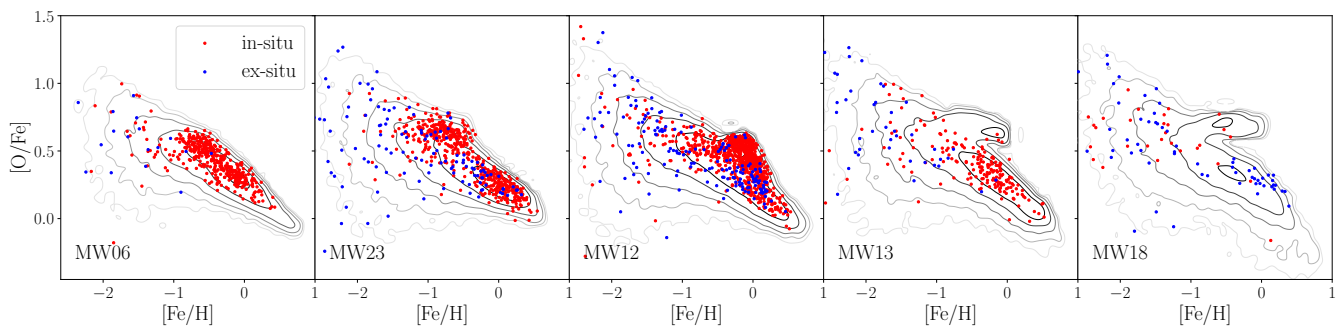 1.5
1.0
0.5
0.0
[O/Fe]
in-situ
ex-situ
MW06
MW23
MW12
MW13
MW18
−2 −1 0 1 −2 −1 0 1 −2 −1 0 1 −2 −1 0 1 −2 −1 0 1
[Fe/H] [Fe/H] [Fe/H] [Fe/H] [Fe/H]